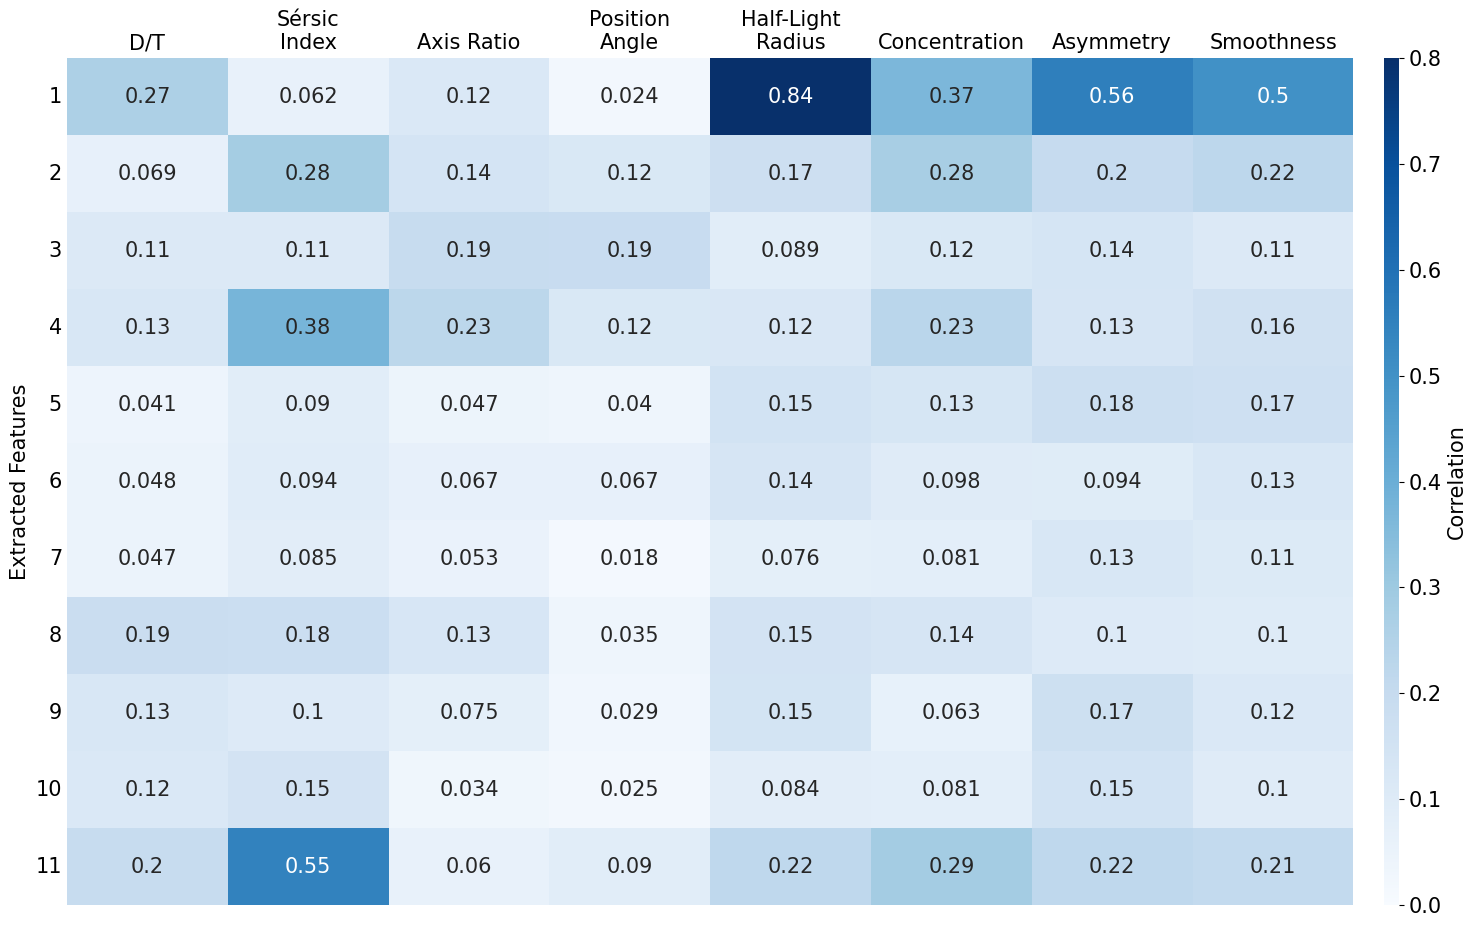 Sérsic
Position
Half-Light
D/T
Index
Axis Ratio
Angle
Radius
Concentration
Asymmetry
Smoothness
1 0.27 0.062 0.12 0.024 0.84 0.37 0.56 0.5
2 0.069 0.28 0.14 0.12 0.17 0.28 0.2 0.22
3 0.11 0.11 0.19 0.19 0.089 0.12 0.14 0.11
4 0.13 0.38 0.23 0.12 0.12 0.23 0.13 0.16
5 0.041 0.09 0.047 0.04 0.15 0.13 0.18 0.17
6 0.048 0.094 0.067 0.067 0.14 0.098 0.094 0.13
7 0.047 0.085 0.053 0.018 0.076 0.081 0.13 0.11
8 0.19 0.18 0.13 0.035 0.15 0.14 0.1 0.1
9 0.13 0.1 0.075 0.029 0.15 0.063 0.17 0.12
10 0.12 0.15 0.034 0.025 0.084 0.081 0.15 0.1
11 0.2 0.55 0.06 0.09 0.22 0.29 0.22 0.21
Extracted Features
0.8
0.7
0.6
0.5
0.4
0.3
0.2
0.1
0.0
Correlation